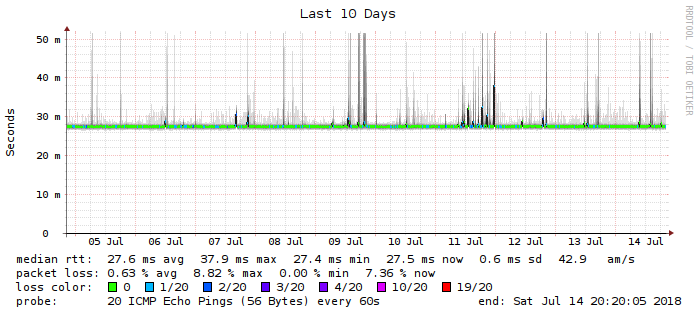 Last 10 Days
RRDTOOL / TOBI OETIKER
Seconds
50 m
40 m
30 m
20 m
10 m
0
05 Jul 06 Jul 07 Jul 08 Jul 09 Jul 10 Jul 11 Jul 12 Jul 13 Jul 14 Jul
median rtt: 27.6 ms avg 37.9 ms max 27.4 ms min 27.5 ms now 0.6 ms sd 42.9 am/s
packet loss: 0.63 % avg 8.82 % max 0.00 % min 7.36 % now
loss color: 0 1/20 2/20 3/20 4/20 10/20 19/20
probe: 20 ICMP Echo Pings (56 Bytes) every 60s end: Sat Jul 14 20:20:05 2018